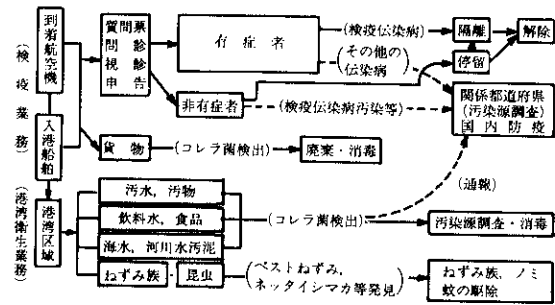 到着航空機
(検疫業務)
入港船舶
(港湾衛生業務)
港湾区域
質問票
問診
視診
申告
有症者
(検疫伝染病)
隔離
解除
停留
(その他の
伝染病)
非有症者
(検疫伝染病汚染等)
関係都道府県
(汚染源調査)
国内防疫
貨物
(コレラ菌検出)
廃棄・消毒
(通報)
汚水，汚物
飲料水、食品
海水，河川水汚泥
(コレラ菌検出)
汚染源調査・消毒
ねずみ族・昆虫
(ペストねずみ，
ネッタイシマカ等発見)
ねずみ族，ノミ
蚊の駆除